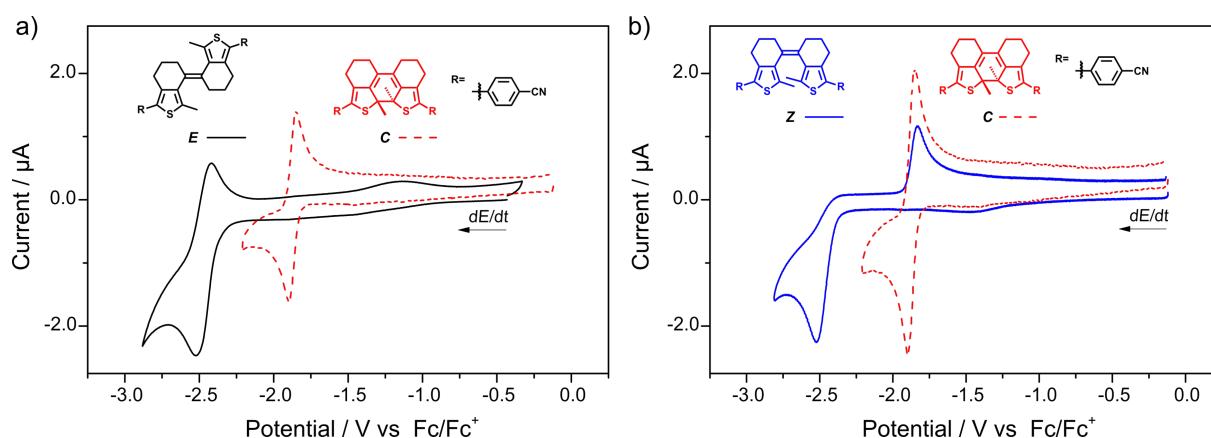 a)
2.0
0.0
-2.0
Current / µA
-3.0 -2.5 -2.0 -1.5 -1.0 -0.5 0.0
Potential / V vs Fc/Fc+
S
R
R
S
E
R
S
S
R
C
R=
CN
dE/dt
b)
2.0
0.0
-2.0
Current / µA
-3.0 -2.5 -2.0 -1.5 -1.0 -0.5 0.0
Potential / V vs Fc/Fc+
R
S
S
R
Z
R
S
S
R
C
R=
CN
dE/dt